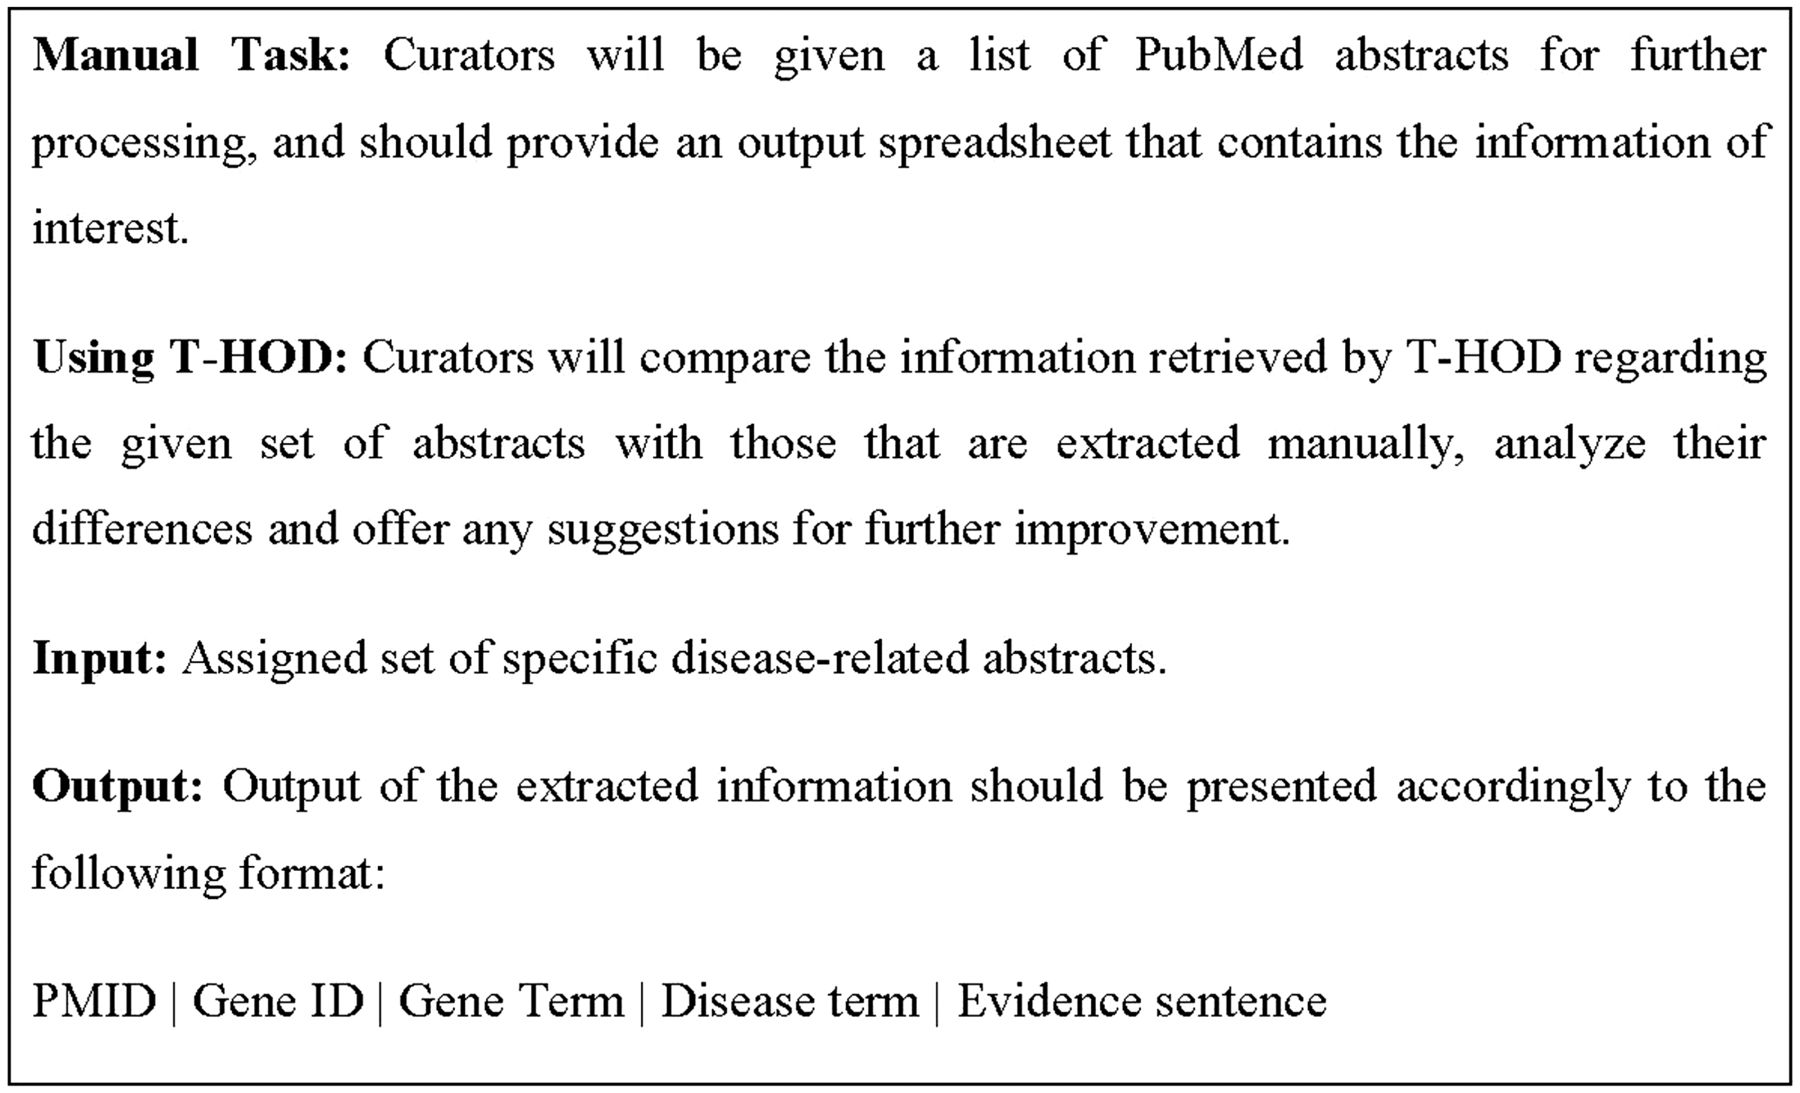 Manual Task: Curators will be given a list of PubMed abstracts for further
processing, and should provide an output spreadsheet that contains the information of
interest.
Using T-HOD: Curators will compare the information retrieved by T-HOD regarding
the given set of abstracts with those that are extracted manually, analyze their
differences and offer any suggestions for further improvement.
Input: Assigned set of specific disease-related abstracts.
Output: Output of the extracted information should be presented accordingly to the
following format:
PMID | Gene ID | Gene Term | Disease term | Evidence sentence